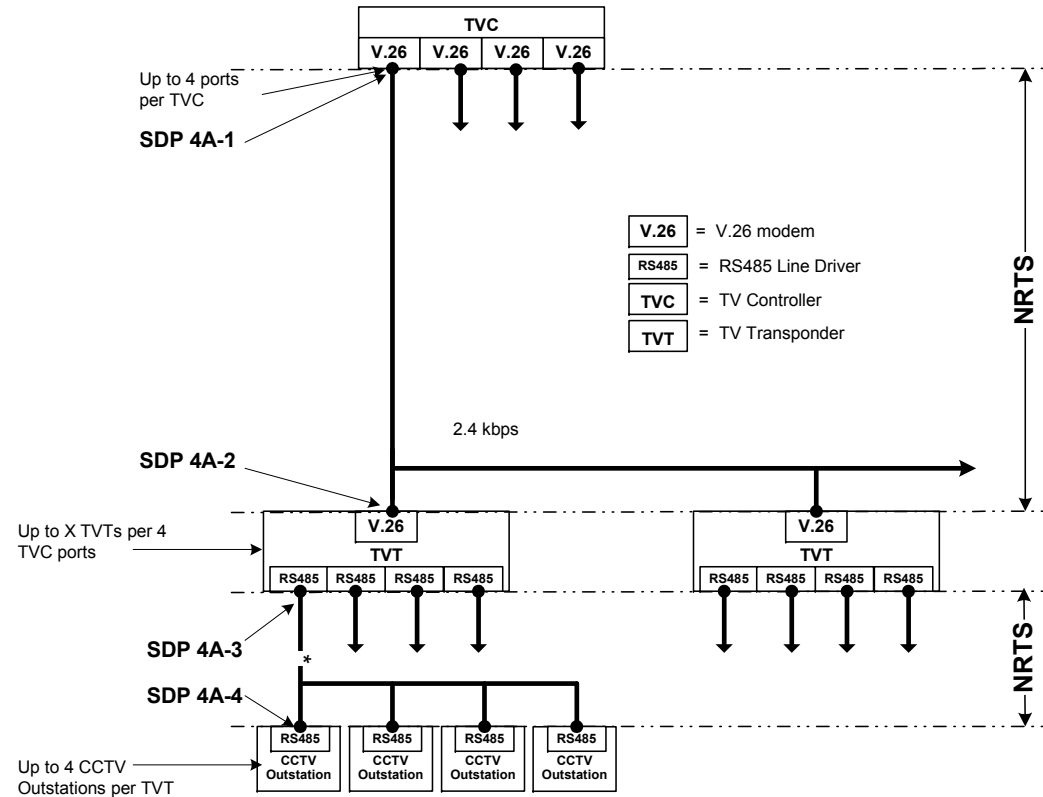 TVC
V.26 V.26 V.26 V.26
Up to 4 ports
per TVC
SDP 4A-1
V.26 = V.26 modem
RS485 = RS485 Line Driver
TVC = TV Controller
TVT = TV Transponder
NRTS
2.4 kbps
SDP 4A-2
Up to X TVTs per 4
TVC ports
V.26
TVT
RS485 RS485 RS485 RS485
V.26
TVT
RS485 RS485 RS485 RS485
SDP 4A-3
*
NRTS
SDP 4A-4
RS485 RS485 RS485 RS485
CCTV CCTV CCTV CCTV
Outstation Outstation Outstation Outstation
Up to 4 CCTV
Outstations per TVT